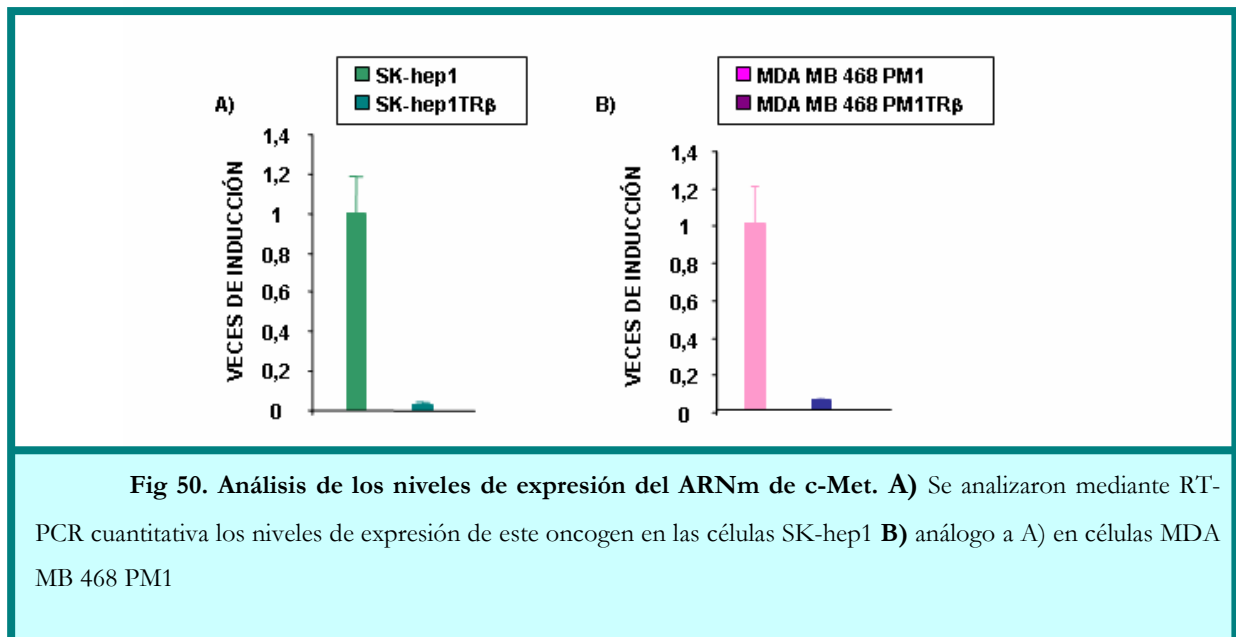 A)
SK-hep1
SK-hep1TRβ
VECES DE INDUCCIÓN
1,4
1,2
1
0,8
0,6
0,4
0,2
0
B)
MDA MB 468 PM1
MDA MB 468 PM1TRβ
VECES DE INDUCCIÓN
1,4
1,2
1
0,8
0,6
0,4
0,2
0
Fig 50. Análisis de los niveles de expresión del ARNm de c-Met. A) Se analizaron mediante RT-
PCR cuantitativa los niveles de expresión de este oncogen en las células SK-hep1 B) análogo a A) en células MDA
MB 468 PM1